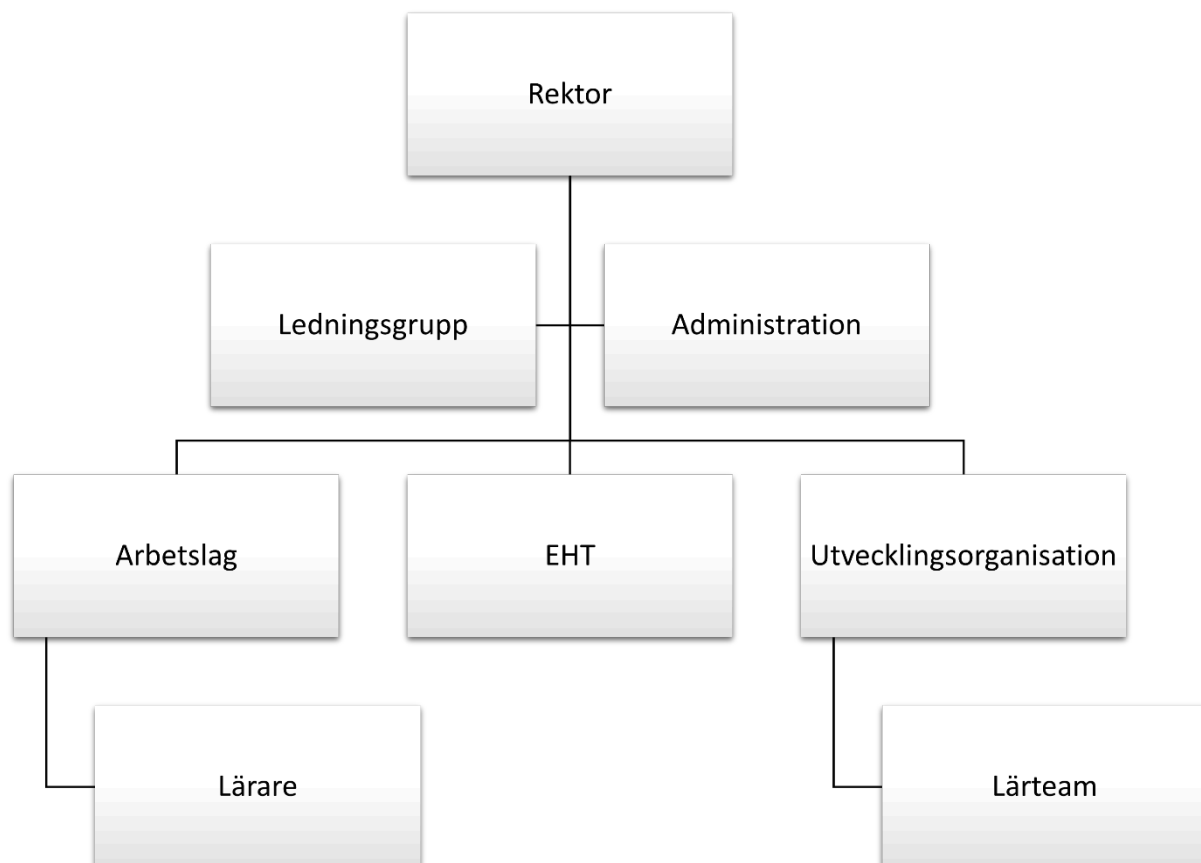 Rektor
Ledningsgrupp
Administration
Arbetslag
EHT
Utvecklingsorganisation
Lärare
Lärteam